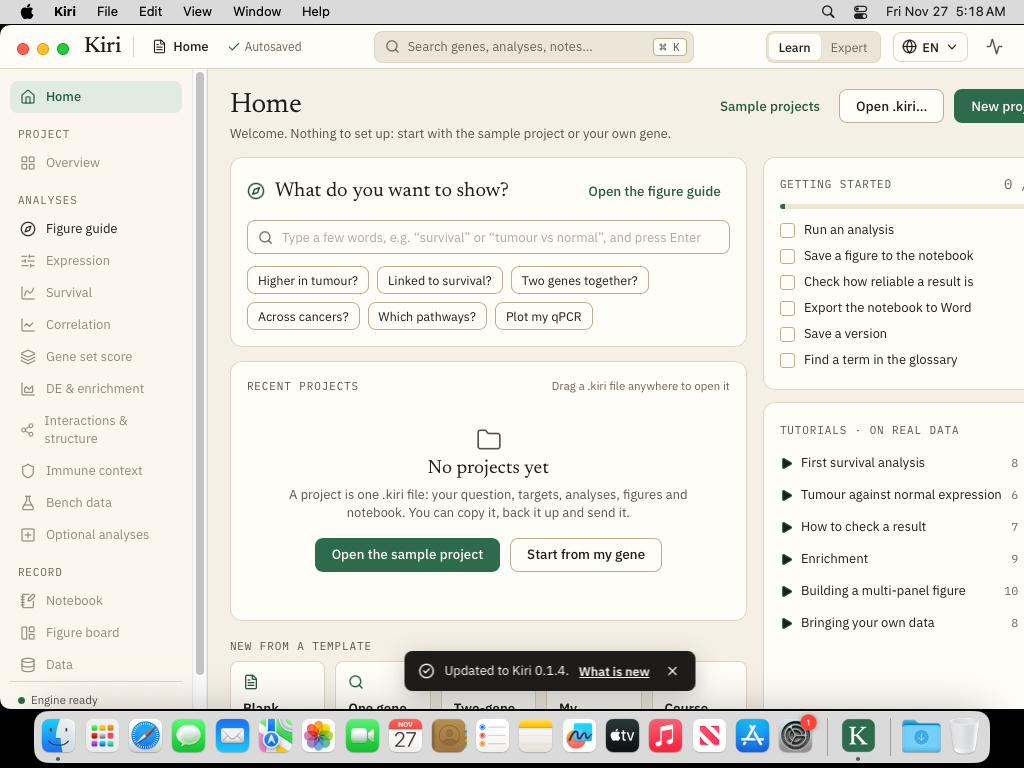 Kiri File Edit View Window Help Fri Nov 27 5:18 AM
Kiri Home Autosaved Search genes, analyses, notes... ⌘ K Learn Expert EN
Home
PROJECT
Overview
ANALYSES
Figure guide
Expression
Survival
Correlation
Gene set score
DE & enrichment
Interactions &
structure
Immune context
Bench data
Optional analyses
RECORD
Notebook
Figure board
Data
Engine ready
Home
Sample projects Open .kiri...
Welcome. Nothing to set up: start with the sample project or your own gene.
What do you want to show? Open the figure guide
Type a few words, e.g. “survival” or “tumour vs normal”, and press Enter
Higher in tumour? Linked to survival? Two genes together?
Across cancers? Which pathways? Plot my qPCR
RECENT PROJECTS Drag a .kiri file anywhere to open it
No projects yet
A project is one .kiri file: your question, targets, analyses, figures and
notebook. You can copy it, back it up and send it.
Open the sample project Start from my gene
NEW FROM A TEMPLATE
Blank One gene Two-gene My Course
Updated to Kiri 0.1.4. What is new
New proj
GETTING STARTED 0 /
Run an analysis
Save a figure to the notebook
Check how reliable a result is
Export the notebook to Word
Save a version
Find a term in the glossary
TUTORIALS · ON REAL DATA
First survival analysis 8
Tumour against normal expression 6
How to check a result 7
Enrichment 9
Building a multi-panel figure 10
Bringing your own data 8
NOV
27
tv
1
K